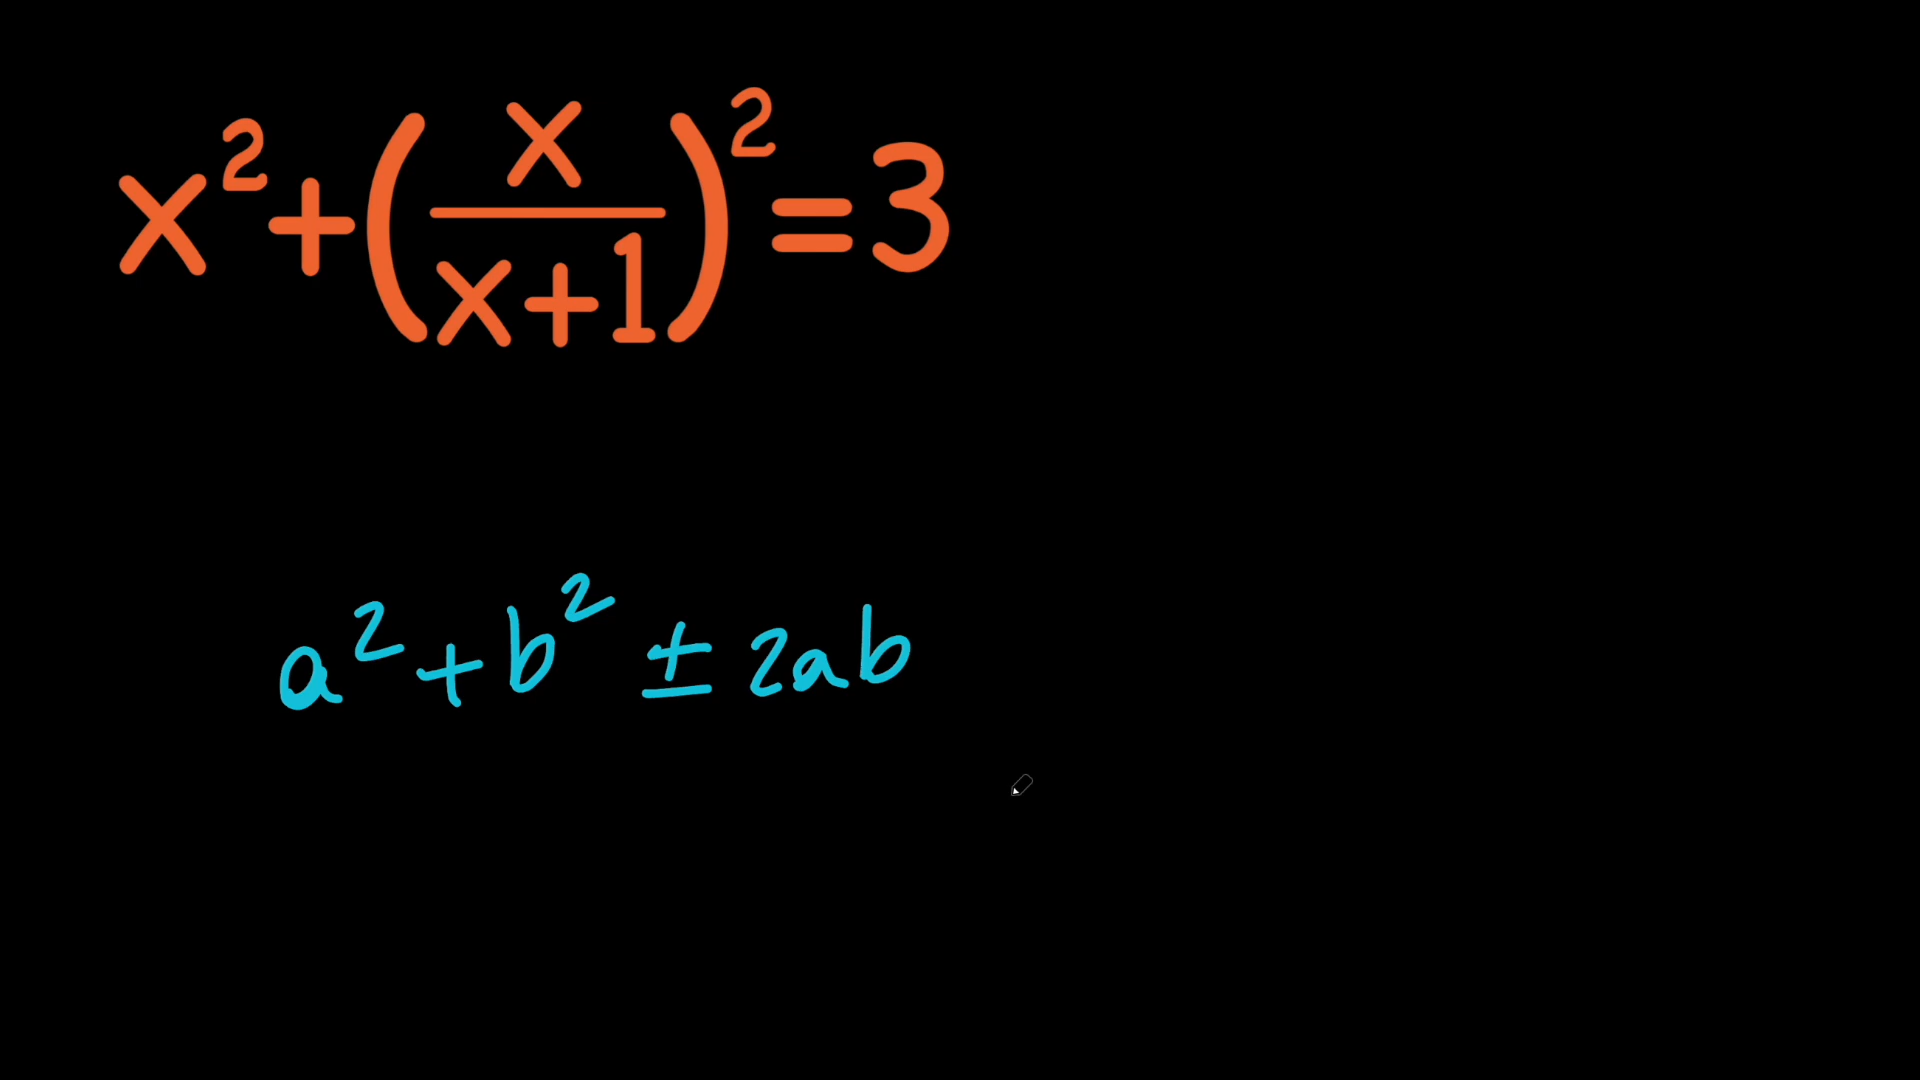 x² + (x/(x+1))² = 3
a² + b² ± 2ab